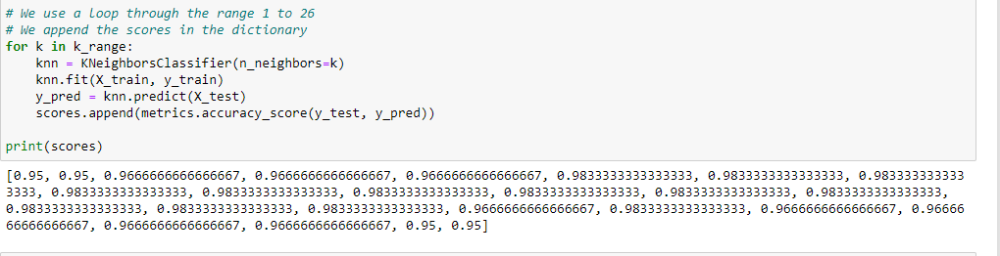 # We use a loop through the range 1 to 26
# We append the scores in the dictionary
for k in k_range:
    knn = KNeighborsClassifier(n_neighbors=k)
    knn.fit(X_train, y_train)
    y_pred = knn.predict(X_test)
    scores.append(metrics.accuracy_score(y_test, y_pred))

print(scores)
[0.95, 0.95, 0.9666666666666667, 0.9666666666666667, 0.9666666666666667, 0.9833333333333333, 0.9833333333333333, 0.983333333333
3333, 0.9833333333333333, 0.9833333333333333, 0.9833333333333333, 0.9833333333333333, 0.9833333333333333, 0.9833333333333333,
0.9833333333333333, 0.9833333333333333, 0.9833333333333333, 0.9666666666666667, 0.9833333333333333, 0.9666666666666667, 0.96666
66666666667, 0.9666666666666667, 0.9666666666666667, 0.95, 0.95]